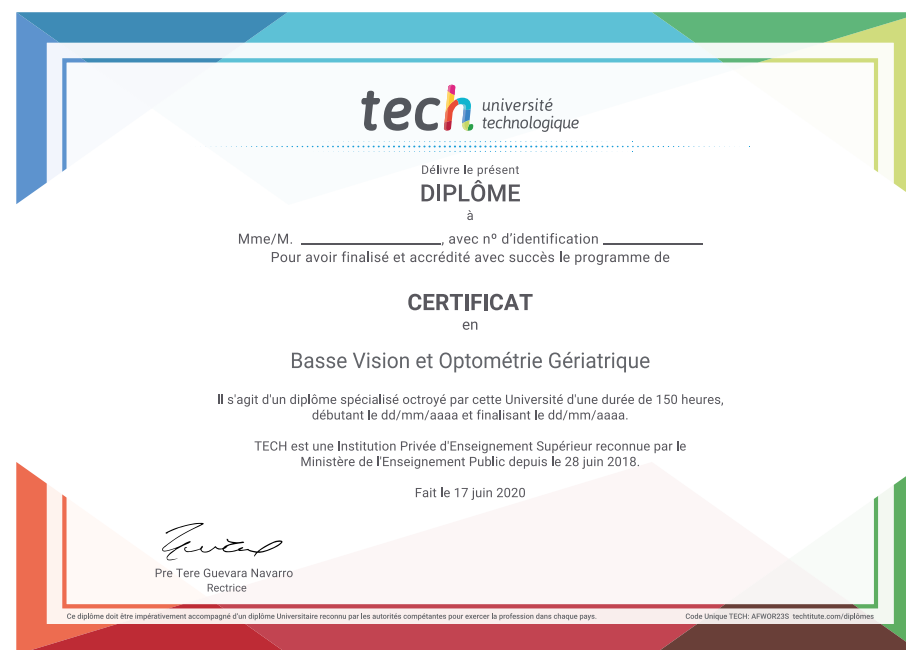 tech université
technologique
Délivre le présent
DIPLÔME
à
Mme/M. ____________, avec nº d'identification ____________
Pour avoir finalisé et accrédité avec succès le programme de
CERTIFICAT
en
Basse Vision et Optométrie Gériatrique
Il s'agit d'un diplôme spécialisé octroyé par cette Université d'une durée de 150 heures,
débutant le dd/mm/aaaa et finalisant le dd/mm/aaaa.
TECH est une Institution Privée d'Enseignement Supérieur reconnue par le
Ministère de l'Enseignement Public depuis le 28 juin 2018.
Fait le 17 juin 2020
Pre Tere Guevara Navarro
Rectrice
Ce diplôme doit être impérativement accompagné d'un diplôme Universitaire reconnu par les autorités compétentes pour exercer la profession dans chaque pays.
Code Unique TECH: AFWOR23S techtitute.com/diplômes